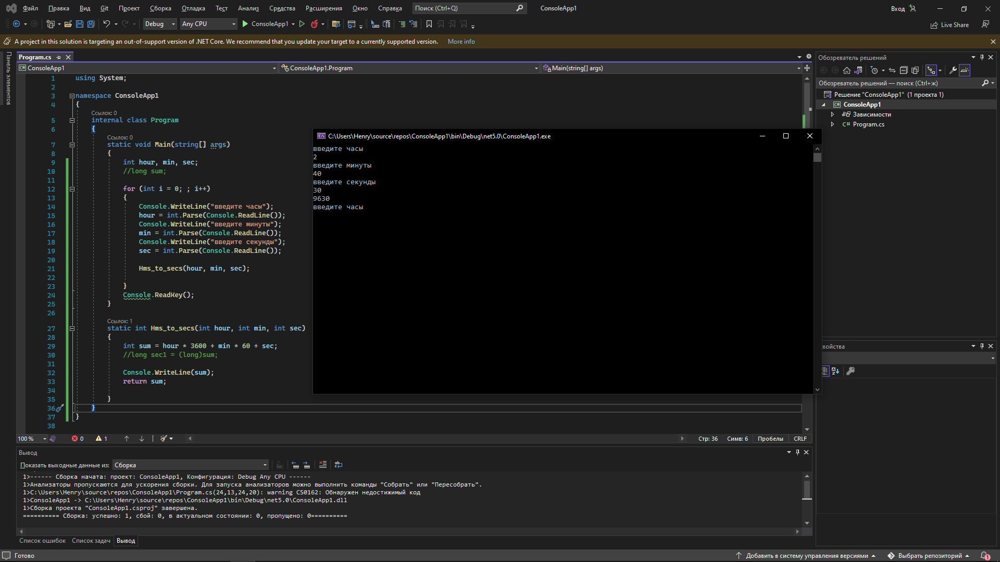 Файл Правка Вид Git Проект Сборка Отладка Тест Анализ Средства Расширения Окно Справка Поиск (Ctrl+Q) ConsoleApp1 Вход
Debug Any CPU ConsoleApp1 Live Share
A project in this solution is targeting an out-of-support version of .NET Core. We recommend that you update your target to a currently supported version. More info
Панель элементов
Program.cs
ConsoleApp1 ConsoleApp1.Program Main(string[] args)
1 using System;
2
3 namespace ConsoleApp1
4 {
Ссылок: 0
5 internal class Program
6 {
Ссылок: 0
7 static void Main(string[] args)
8 {
9 int hour, min, sec;
10 //long sum;
11
12 for (int i = 0; ; i++)
13 {
14 Console.WriteLine("введите часы");
15 hour = int.Parse(Console.ReadLine());
16 Console.WriteLine("введите минуты");
17 min = int.Parse(Console.ReadLine());
18 Console.WriteLine("введите секунды");
19 sec = int.Parse(Console.ReadLine());
20
21 Hms_to_secs(hour, min, sec);
22
23 }
24 Console.ReadKey();
25 }
26
Ссылок: 1
27 static int Hms_to_secs(int hour, int min, int sec)
28 {
29 int sum = hour * 3600 + min * 60 + sec;
30 //long sec1 = (long)sum;
31
32 Console.WriteLine(sum);
33 return sum;
34
35 }
36 }
37 }
38
C:\Users\Henry\source\repos\ConsoleApp1\bin\Debug\net5.0\ConsoleApp1.exe
введите часы
2
введите минуты
40
введите секунды
30
9630
введите часы
Обозреватель решений
Обозреватель решений — поиск (Ctrl+ж)
Решение "ConsoleApp1" (1 проекта 1)
ConsoleApp1
Зависимости
C# Program.cs
войства
100 % 0 1 Стр: 36 Симв: 6 Пробелы CRLF
Вывод
Показать выходные данные из: Сборка
1>------ Сборка начата: проект: ConsoleApp1, Конфигурация: Debug Any CPU ------
1>Анализаторы пропускаются для ускорения сборки. Для запуска анализаторов можно выполнить команды "Собрать" или "Пересобрать".
1>C:\Users\Henry\source\repos\ConsoleApp1\Program.cs(24,13,24,20): warning CS0162: Обнаружен недостижимый код
1>ConsoleApp1 -> C:\Users\Henry\source\repos\ConsoleApp1\bin\Debug\net5.0\ConsoleApp1.dll
1>Сборка проекта "ConsoleApp1.csproj" завершена.
========== Сборка: успешно: 1, сбой: 0, в актуальном состоянии: 0, пропущено: 0==========
Список ошибок Список задач Вывод
Готово Добавить в систему управления версиями Выбрать репозиторий 1